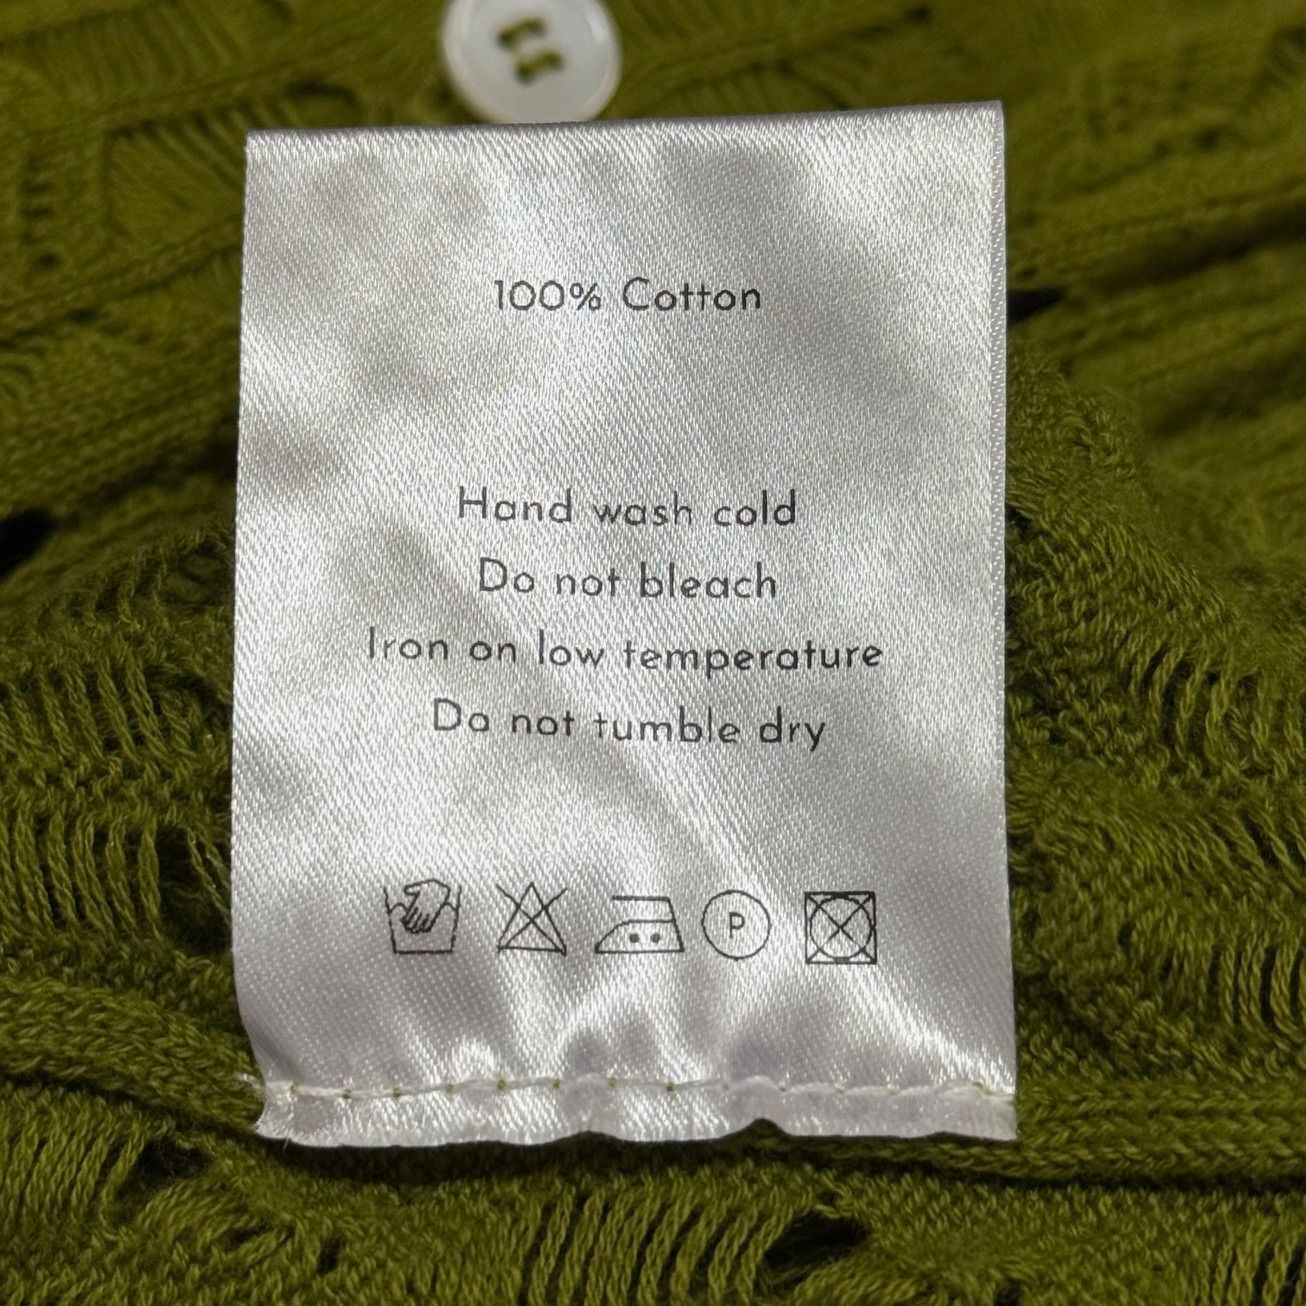 100% Cotton
Hand wash cold
Do not bleach
Iron on low temperature
Do not tumble dry
P